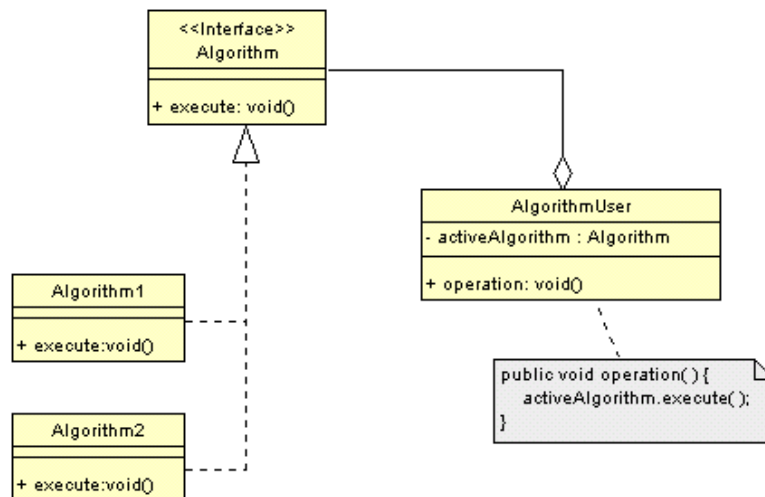 <<Interface>>
Algorithm
+ execute: void()
AlgorithmUser
- activeAlgorithm : Algorithm
+ operation: void()
Algorithm1
+ execute:void()
public void operation( ) {
activeAlgorithm.execute( );
}
Algorithm2
+ execute:void()